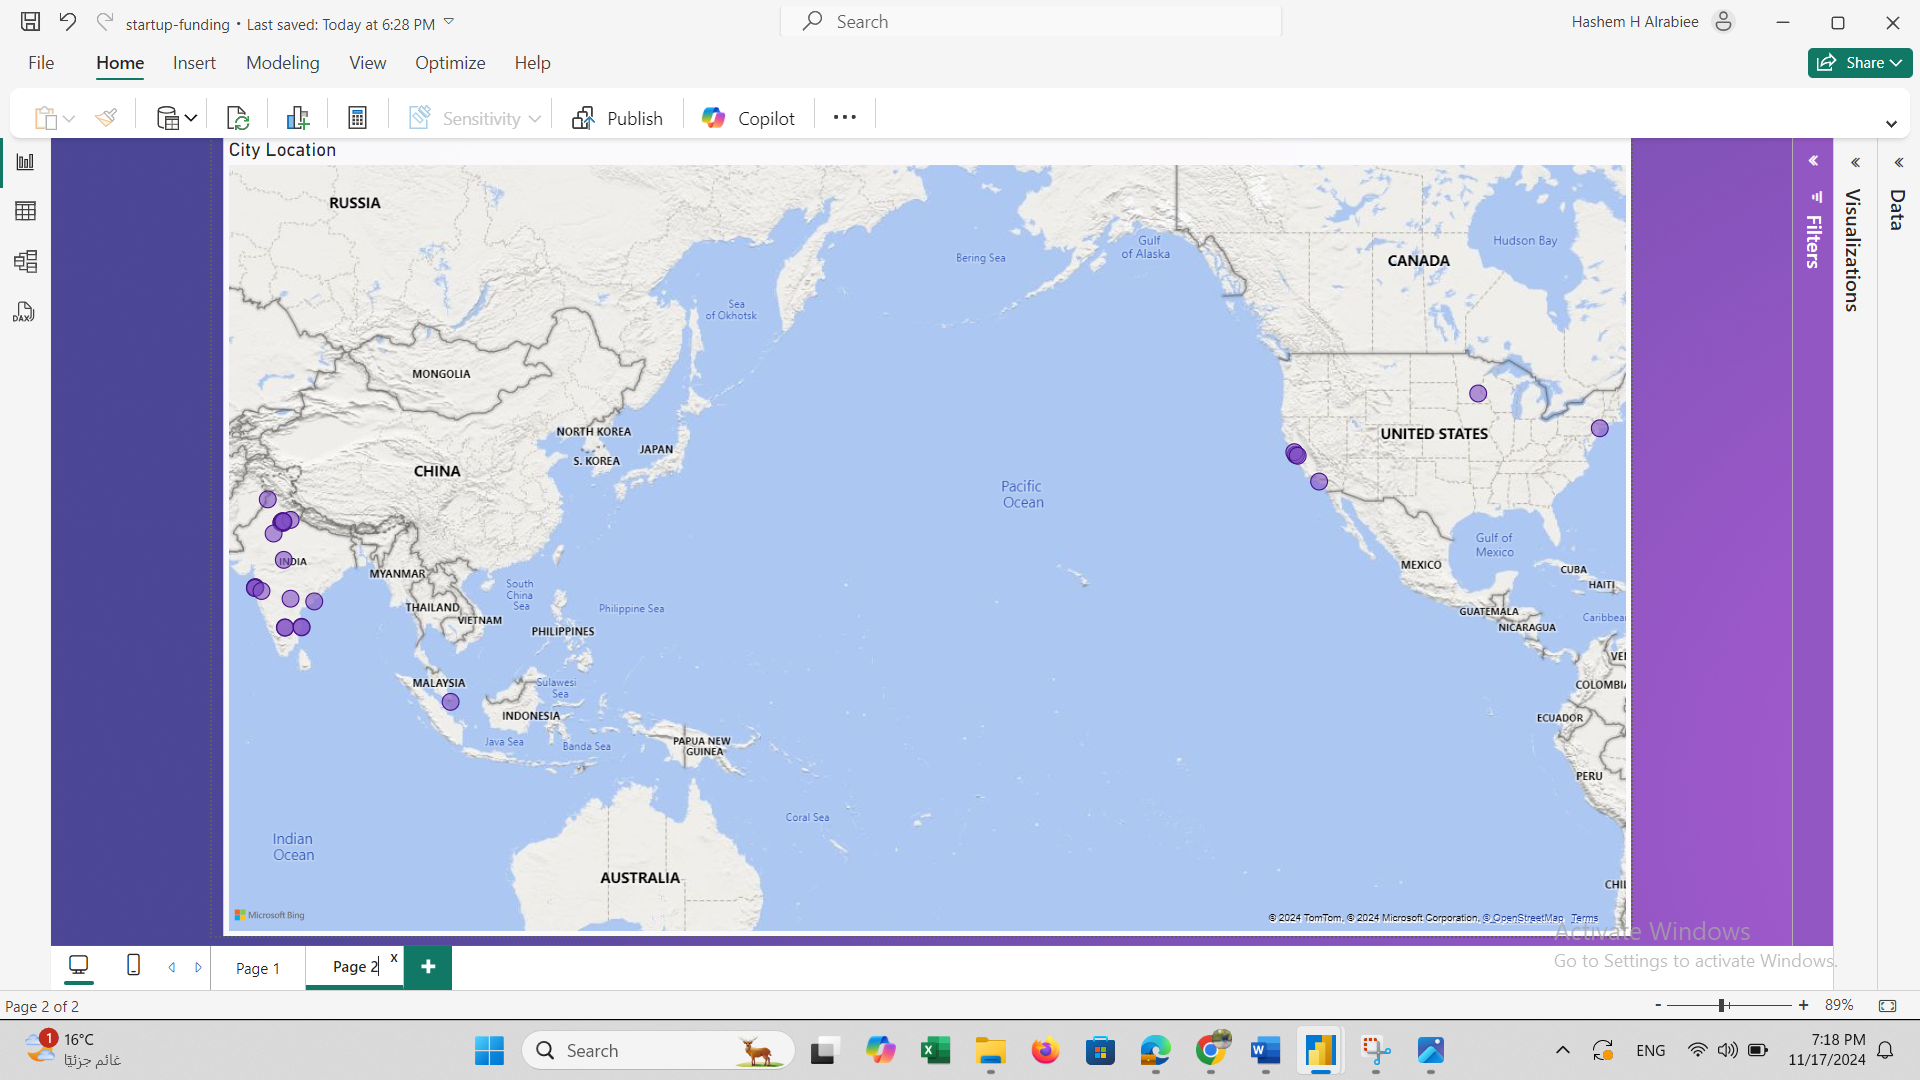 startup-funding • Last saved: Today at 6:28 PM
Search
Hashem H Alrabiee
File
Home
Insert
Modeling
View
Optimize
Help
Share
Sensitivity
Publish
Copilot
City Location
RUSSIA
Gulf
of Alaska
Hudson Bay
Bering Sea
CANADA
Sea
of Okhotsk
MONGOLIA
NORTH KOREA
UNITED STATES
JAPAN
S. KOREA
CHINA
Pacific
Ocean
Gulf of
Mexico
INDIA
MEXICO
CUBA
MYANMAR
HAITI
South
China
Sea
THAILAND
Philippine Sea
GUATEMALA
Caribbea
VIETNAM
PHILIPPINES
NICARAGUA
VE
MALAYSIA
Sulawesi
Sea
COLOMBI
INDONESIA
ECUADOR
Java Sea
Banda Sea
PAPUA NEW
GUINEA
PERU
Coral Sea
Indian
Ocean
AUSTRALIA
CHI
Microsoft Bing
© 2024 TomTom, © 2024 Microsoft Corporation, © OpenStreetMap Terms
Filters
Visualizations
Data
Activate Windows
Go to Settings to activate Windows.
Page 1
Page 2
x
Page 2 of 2
89%
1
16°C
غائم جزئيًا
Search
ENG
7:18 PM
11/17/2024
DAX